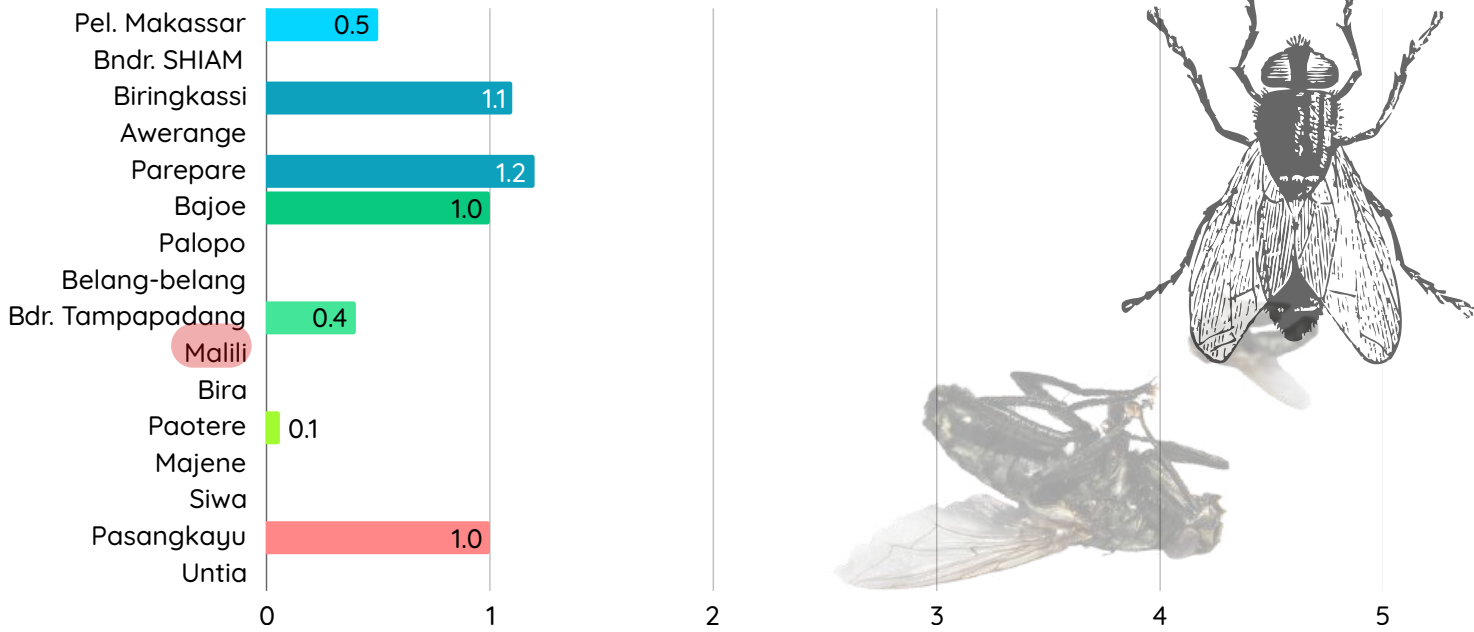 Pel. Makassar 0.5
Bndr. SHIAM
Biringkassi 1.1
Awerange
Parepare 1.2
Bajoe 1.0
Palopo
Belang-belang
Bdr. Tampapadang 0.4
Malili
Bira
Paotere 0.1
Majene
Siwa
Pasangkayu 1.0
Untia
0 1 2 3 4 5